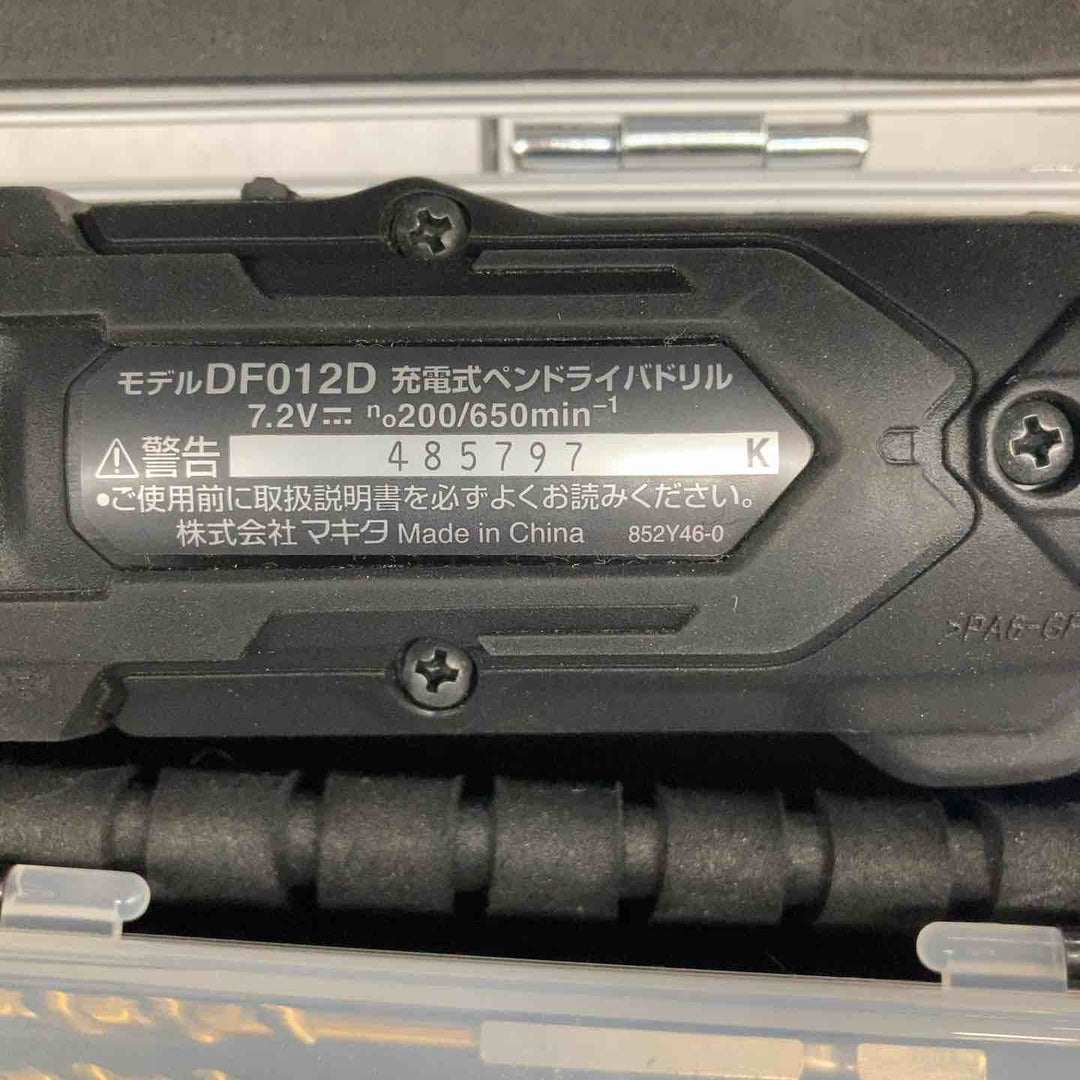 モデルDF012D 充電式ペンドライバドリル
7.2V⎓ n₀200/650min⁻¹
⚠警告 485797 K
•ご使用前に取扱説明書を必ずよくお読みください。
株式会社 マキタ Made in China 852Y46-0
>PA6-GF